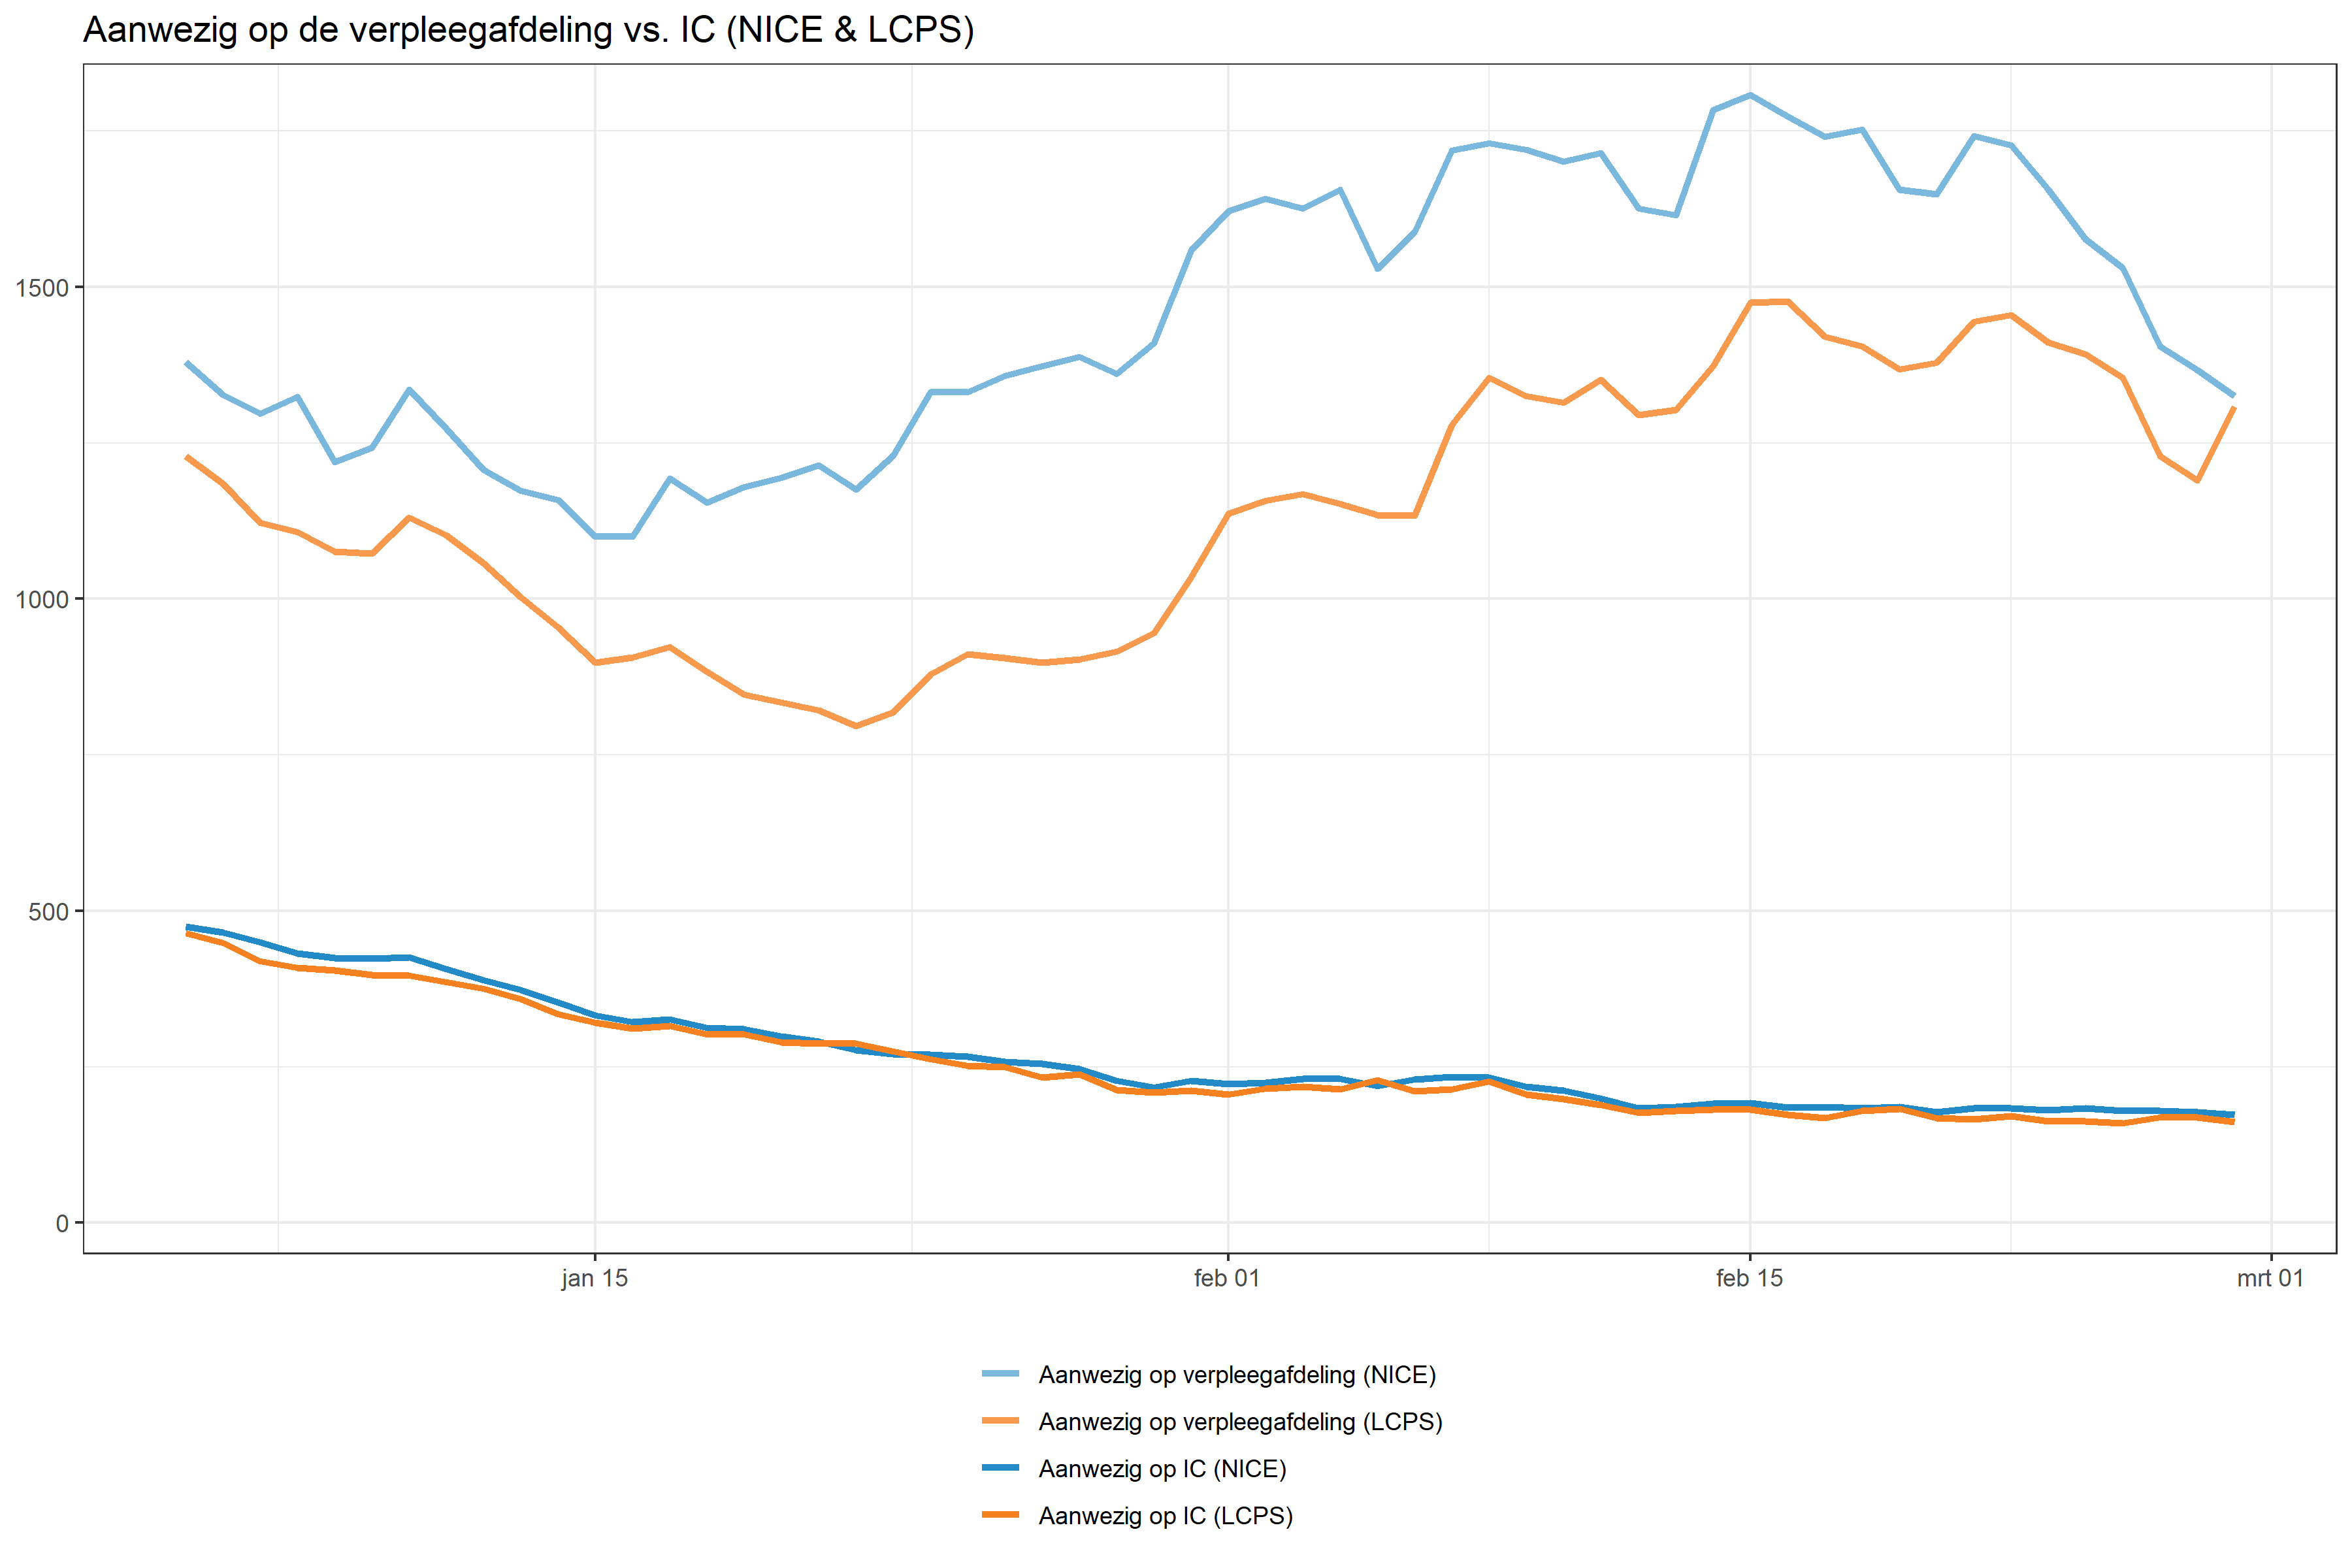 Aanwezig op de verpleegafdeling vs. IC (NICE & LCPS)
1500
1000
500
0
jan 15 feb 01 feb 15 mrt 01
Aanwezig op verpleegafdeling (NICE)
Aanwezig op verpleegafdeling (LCPS)
Aanwezig op IC (NICE)
Aanwezig op IC (LCPS)